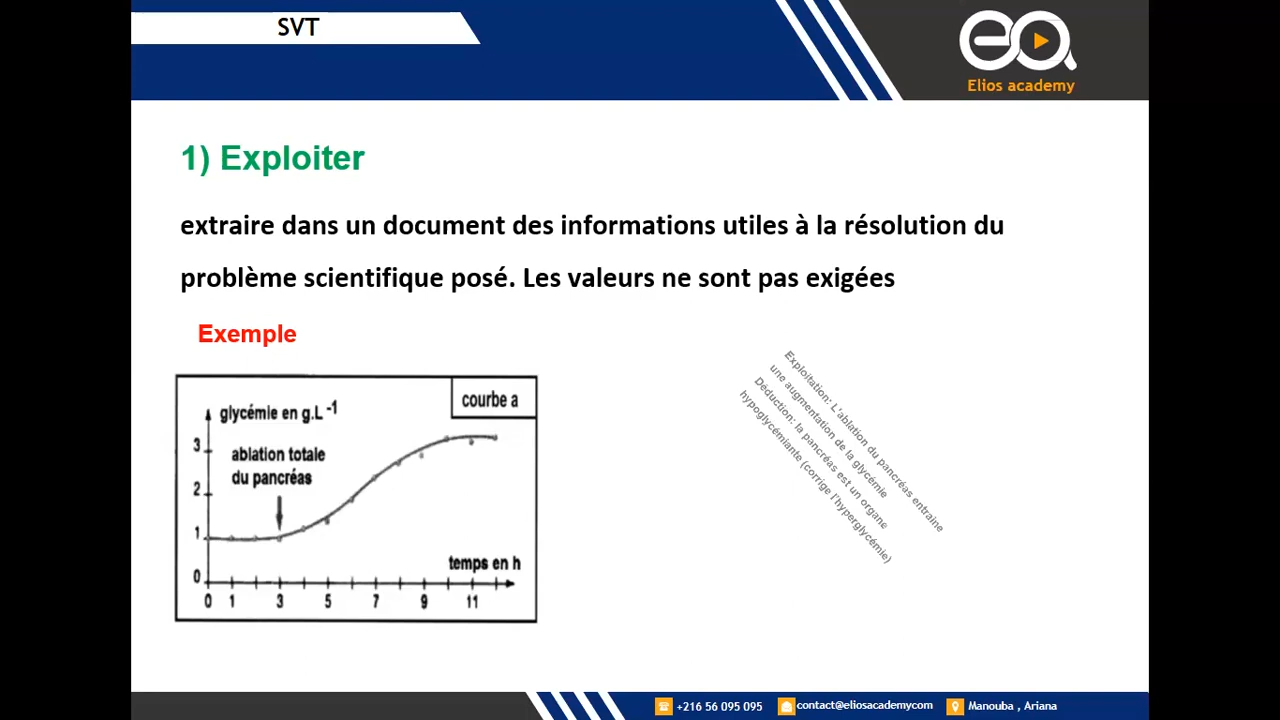 SVT
ea
Elios academy
1) Exploiter
extraire dans un document des informations utiles à la résolution du
problème scientifique posé. Les valeurs ne sont pas exigées
Exemple
courbe a
glycémie en g.L -1
ablation totale
du pancréas
3
2
1
0
temps en h
0 1 3 5 7 9 11
Exploitation: L'ablation du pancréas entraine
une augmentation de la glycémie
Déduction: la pancréas est un organe
hypoglycémiante (corrige l'hyperglycémie)
+216 56 095 095
contact@eliosacademycom
Manouba , Ariana